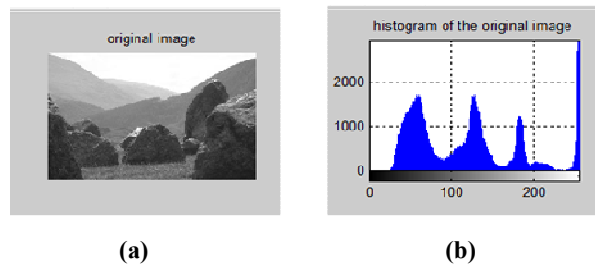 original image
histogram of the original image
2000
1000
0
0 100 200
(a) (b)